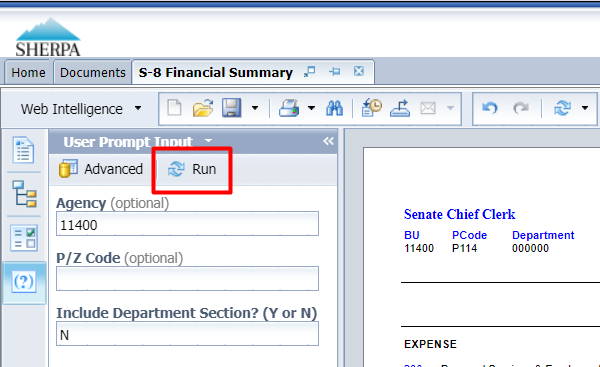 SHERPA
Home Documents S-8 Financial Summary
Web Intelligence
User Prompt Input
Advanced Run
Agency (optional)
11400
P/Z Code (optional)
Include Department Section? (Y or N)
N
Senate Chief Clerk
BU PCode Department
11400 P114 000000
EXPENSE